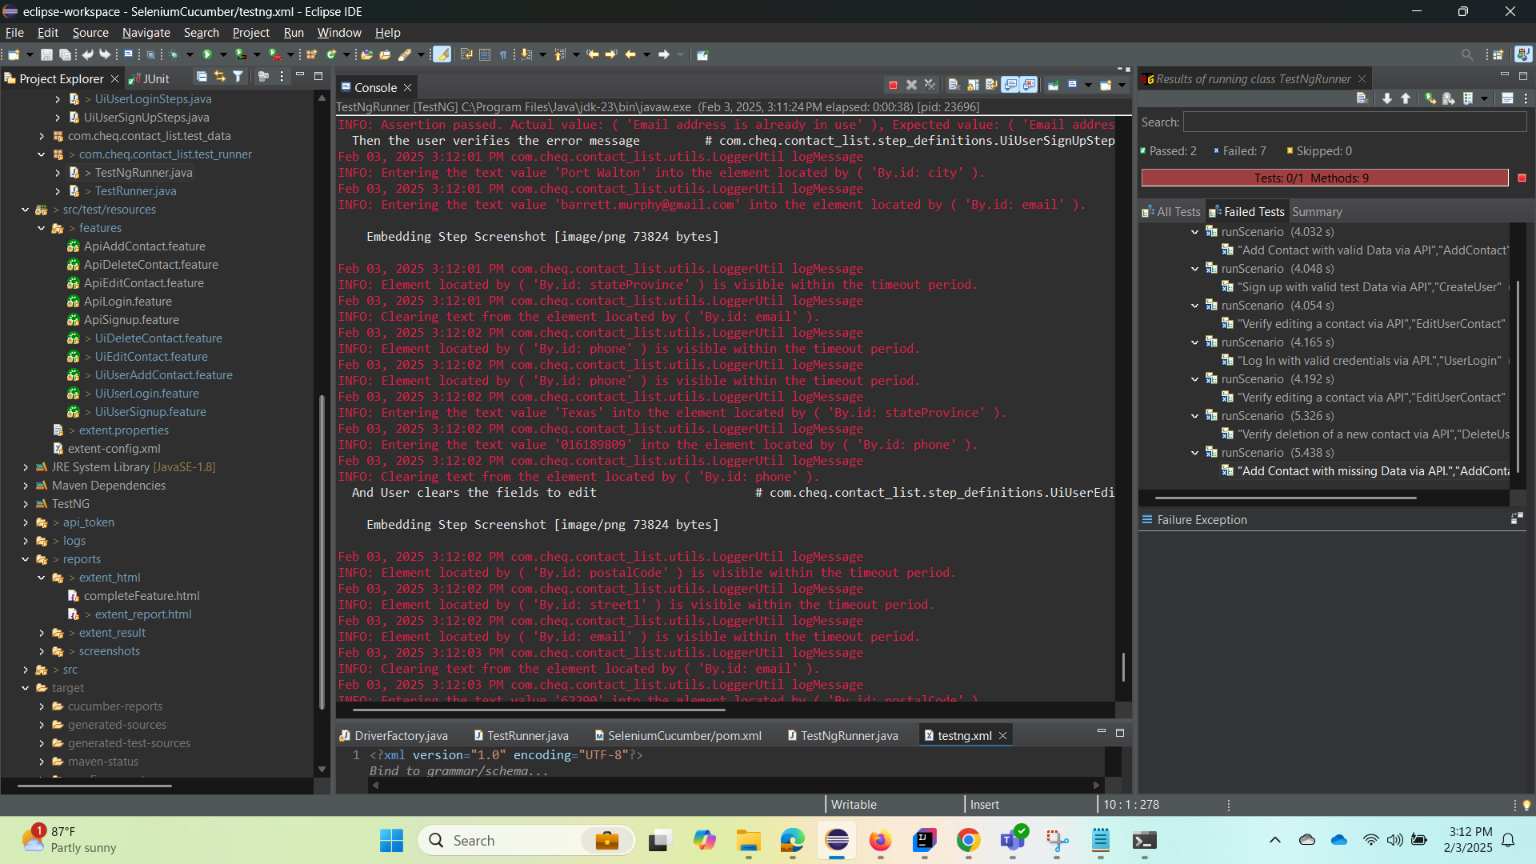 eclipse-workspace - SeleniumCucumber/testng.xml - Eclipse IDE
File Edit Source Navigate Search Project Run Window Help
Project Explorer
JUnit
> UiUserLoginSteps.java
UiUserSignUpSteps.java
com.cheq.contact_list.test_data
> com.cheq.contact_list.test_runner
> TestNgRunner.java
> TestRunner.java
> src/test/resources
> features
ApiAddContact.feature
ApiDeleteContact.feature
ApiEditContact.feature
ApiLogin.feature
ApiSignup.feature
> UiDeleteContact.feature
> UiEditContact.feature
> UiUserAddContact.feature
> UiUserLogin.feature
> UiUserSignup.feature
> extent.properties
extent-config.xml
JRE System Library [JavaSE-1.8]
Maven Dependencies
TestNG
> api_token
> logs
> reports
> extent_html
completeFeature.html
> extent_report.html
> extent_result
> screenshots
> src
target
cucumber-reports
generated-sources
generated-test-sources
maven-status
Console
TestNgRunner [TestNG] C:\Program Files\Java\jdk-23\bin\javaw.exe (Feb 3, 2025, 3:11:24 PM elapsed: 0:00:38) [pid: 23696]
INFO: Assertion passed. Actual value: ( 'Email address is already in use' ), Expected value: ( 'Email addres
Then the user verifies the error message # com.cheq.contact_list.step_definitions.UiUserSignUpStep
Feb 03, 2025 3:12:01 PM com.cheq.contact_list.utils.LoggerUtil logMessage
INFO: Entering the text value 'Port Walton' into the element located by ( 'By.id: city' ).
Feb 03, 2025 3:12:01 PM com.cheq.contact_list.utils.LoggerUtil logMessage
INFO: Entering the text value 'barrett.murphy@gmail.com' into the element located by ( 'By.id: email' ).
Embedding Step Screenshot [image/png 73824 bytes]
Feb 03, 2025 3:12:01 PM com.cheq.contact_list.utils.LoggerUtil logMessage
INFO: Element located by ( 'By.id: stateProvince' ) is visible within the timeout period.
Feb 03, 2025 3:12:01 PM com.cheq.contact_list.utils.LoggerUtil logMessage
INFO: Clearing text from the element located by ( 'By.id: email' ).
Feb 03, 2025 3:12:02 PM com.cheq.contact_list.utils.LoggerUtil logMessage
INFO: Element located by ( 'By.id: phone' ) is visible within the timeout period.
Feb 03, 2025 3:12:02 PM com.cheq.contact_list.utils.LoggerUtil logMessage
INFO: Element located by ( 'By.id: phone' ) is visible within the timeout period.
Feb 03, 2025 3:12:02 PM com.cheq.contact_list.utils.LoggerUtil logMessage
INFO: Entering the text value 'Texas' into the element located by ( 'By.id: stateProvince' ).
Feb 03, 2025 3:12:02 PM com.cheq.contact_list.utils.LoggerUtil logMessage
INFO: Entering the text value '016189809' into the element located by ( 'By.id: phone' ).
Feb 03, 2025 3:12:02 PM com.cheq.contact_list.utils.LoggerUtil logMessage
INFO: Clearing text from the element located by ( 'By.id: phone' ).
And User clears the fields to edit # com.cheq.contact_list.step_definitions.UiUserEdi
Embedding Step Screenshot [image/png 73824 bytes]
Feb 03, 2025 3:12:02 PM com.cheq.contact_list.utils.LoggerUtil logMessage
INFO: Element located by ( 'By.id: postalCode' ) is visible within the timeout period.
Feb 03, 2025 3:12:02 PM com.cheq.contact_list.utils.LoggerUtil logMessage
INFO: Element located by ( 'By.id: street1' ) is visible within the timeout period.
Feb 03, 2025 3:12:02 PM com.cheq.contact_list.utils.LoggerUtil logMessage
INFO: Element located by ( 'By.id: email' ) is visible within the timeout period.
Feb 03, 2025 3:12:03 PM com.cheq.contact_list.utils.LoggerUtil logMessage
INFO: Clearing text from the element located by ( 'By.id: email' ).
Feb 03, 2025 3:12:03 PM com.cheq.contact_list.utils.LoggerUtil logMessage
INFO: Entering the text value '62290' into the element located by ( 'By.id: postalCode' )
DriverFactory.java
TestRunner.java
SeleniumCucumber/pom.xml
TestNgRunner.java
testng.xml
1 <?xml version="1.0" encoding="UTF-8"?>
Bind to grammar/schema...
Results of running class TestNgRunner
Search:
Passed: 2 Failed: 7 Skipped: 0
Tests: 0/1 Methods: 9
All Tests Failed Tests Summary
runScenario (4.032 s)
"Add Contact with valid Data via API","AddContact"
runScenario (4.048 s)
"Sign up with valid test Data via API","CreateUser"
runScenario (4.054 s)
"Verify editing a contact via API","EditUserContact"
runScenario (4.165 s)
"Log In with valid credentials via API.","UserLogin"
runScenario (4.192 s)
"Verify editing a contact via API","EditUserContact"
runScenario (5.326 s)
"Verify deletion of a new contact via API","DeleteUs
runScenario (5.438 s)
"Add Contact with missing Data via API.","AddConta
Failure Exception
Writable Insert 10 : 1 : 278
1
87°F
Partly sunny
Search
3:12 PM
2/3/2025